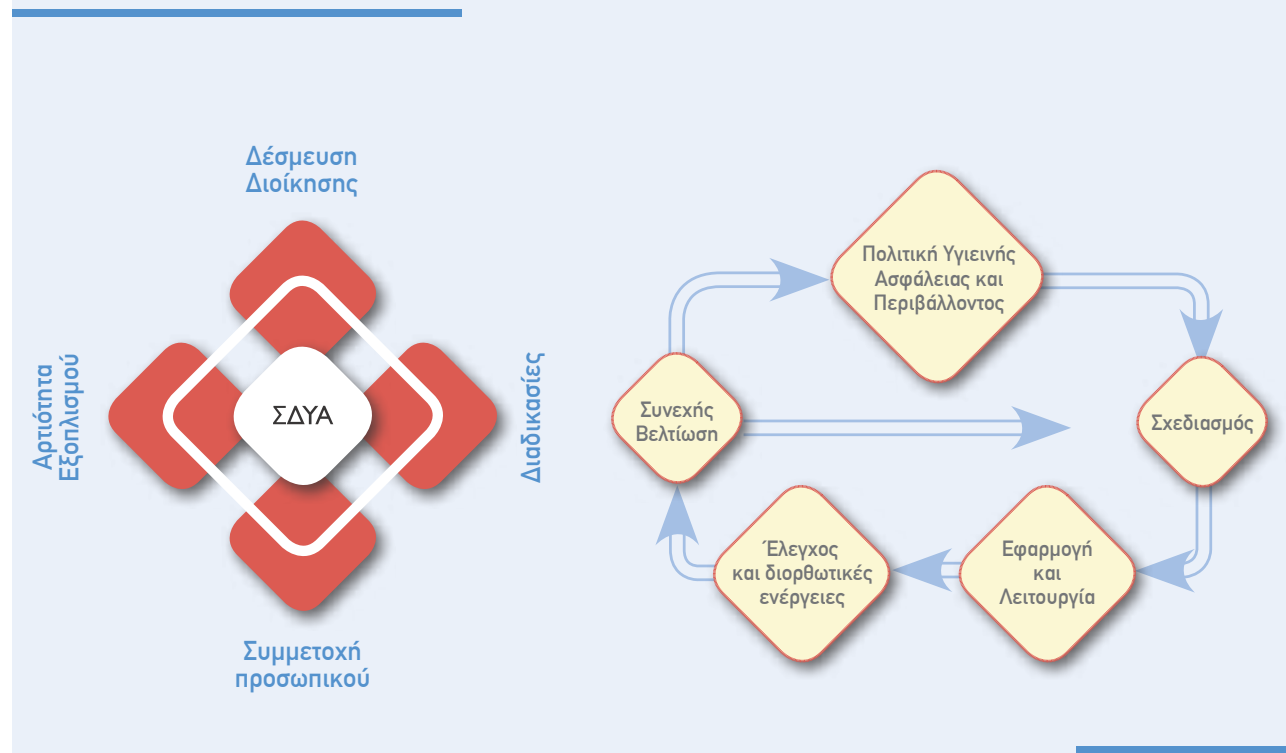 Δέσμευση
Διοίκησης
Αρτιότητα
Εξοπλισμού
ΣΔΥΑ
Διαδικασίες
Συμμετοχή
προσωπικού
Πολιτική Υγιεινής
Ασφάλειας και
Περιβάλλοντος
Συνεχής
Βελτίωση
Σχεδιασμός
Έλεγχος
και διορθωτικές
ενέργειες
Εφαρμογή
και
Λειτουργία